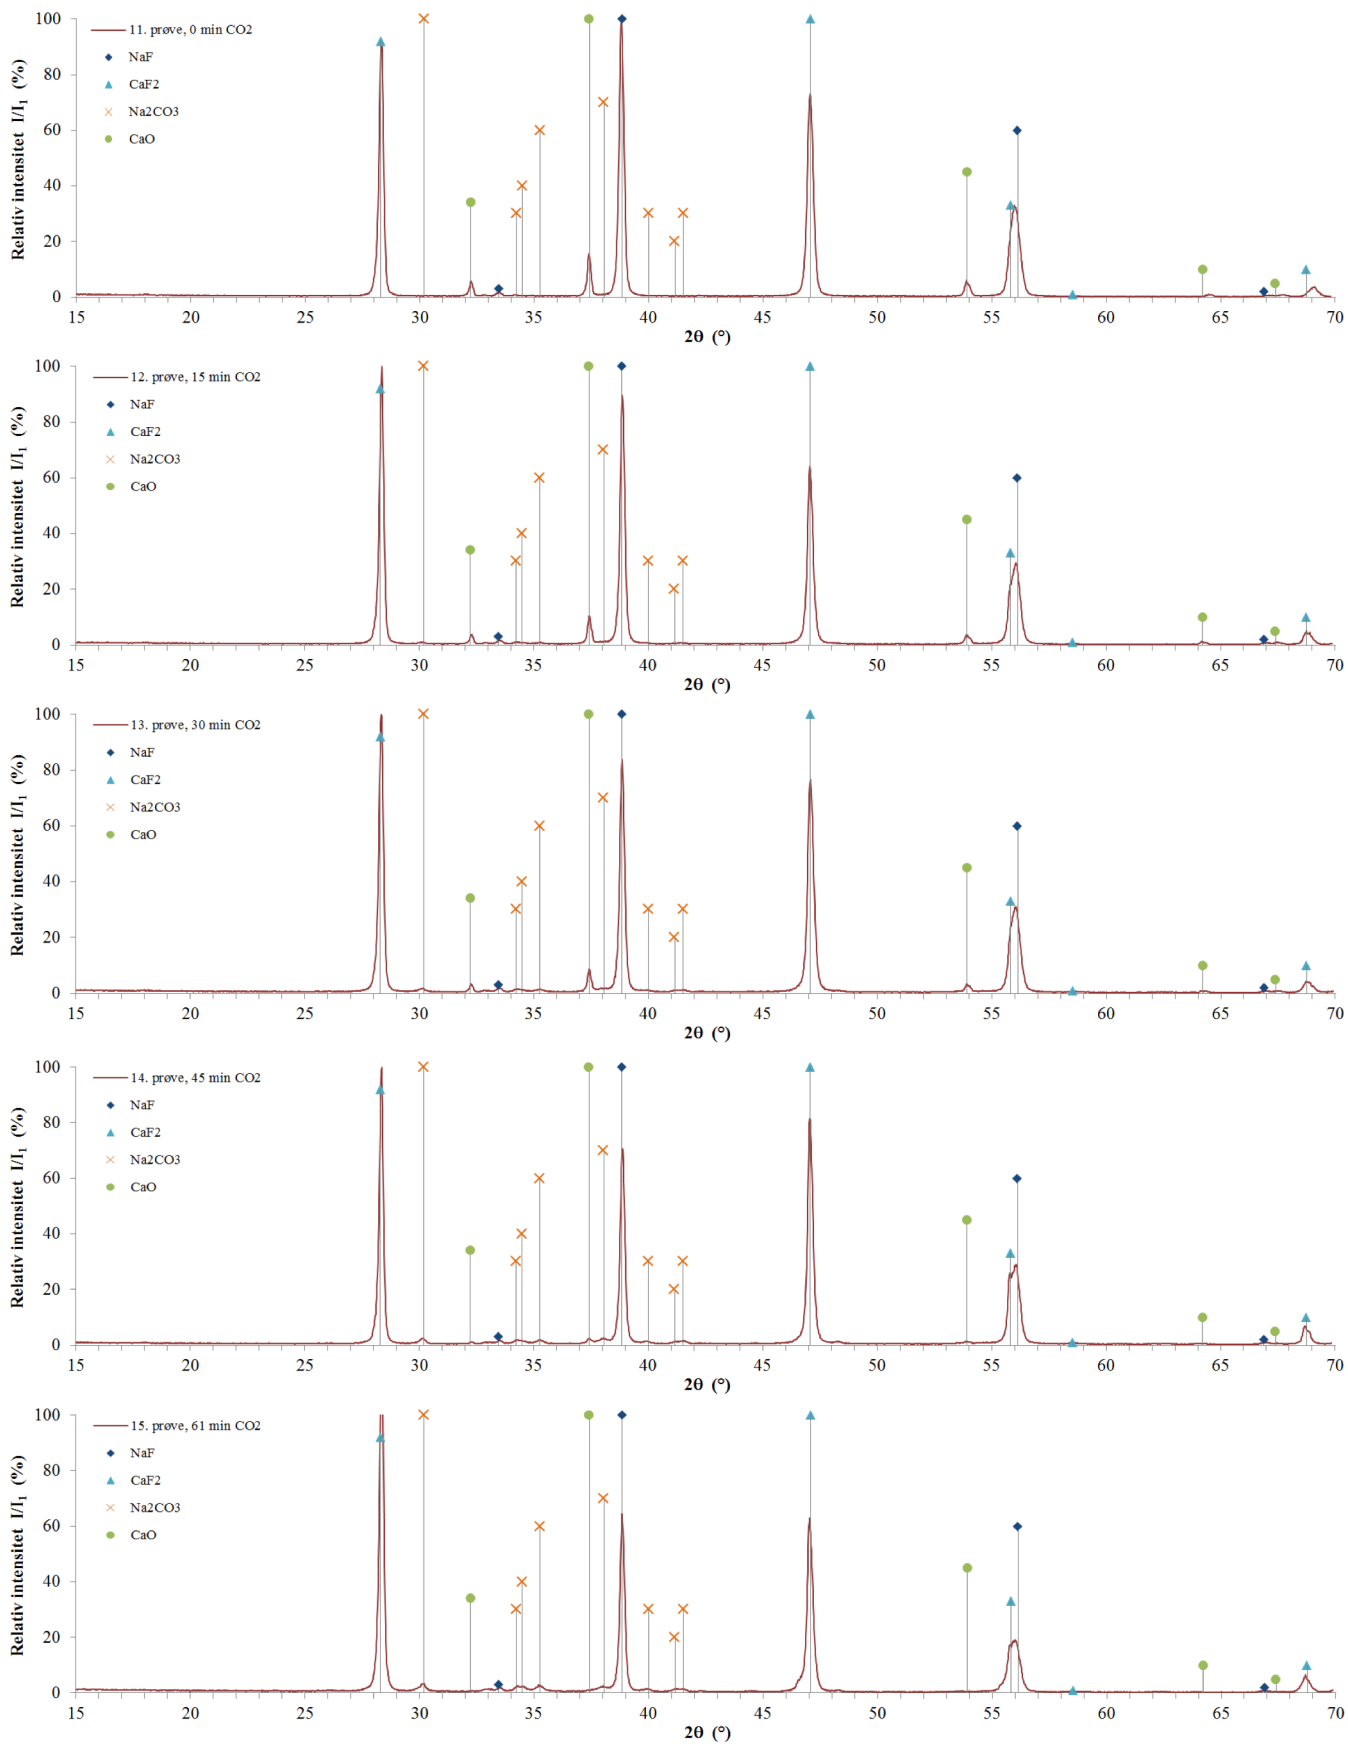 100
80
60
40
20
0
Relativ intensitet I/I1 (%)
11. prøve, 0 min CO2
NaF
CaF2
Na2CO3
CaO
15 20 25 30 35 40 45 50 55 60 65 70
2θ (°)
100
80
60
40
20
0
Relativ intensitet I/I1 (%)
12. prøve, 15 min CO2
NaF
CaF2
Na2CO3
CaO
15 20 25 30 35 40 45 50 55 60 65 70
2θ (°)
100
80
60
40
20
0
Relativ intensitet I/I1 (%)
13. prøve, 30 min CO2
NaF
CaF2
Na2CO3
CaO
15 20 25 30 35 40 45 50 55 60 65 70
2θ (°)
100
80
60
40
20
0
Relativ intensitet I/I1 (%)
14. prøve, 45 min CO2
NaF
CaF2
Na2CO3
CaO
15 20 25 30 35 40 45 50 55 60 65 70
2θ (°)
100
80
60
40
20
0
Relativ intensitet I/I1 (%)
15. prøve, 61 min CO2
NaF
CaF2
Na2CO3
CaO
15 20 25 30 35 40 45 50 55 60 65 70
2θ (°)